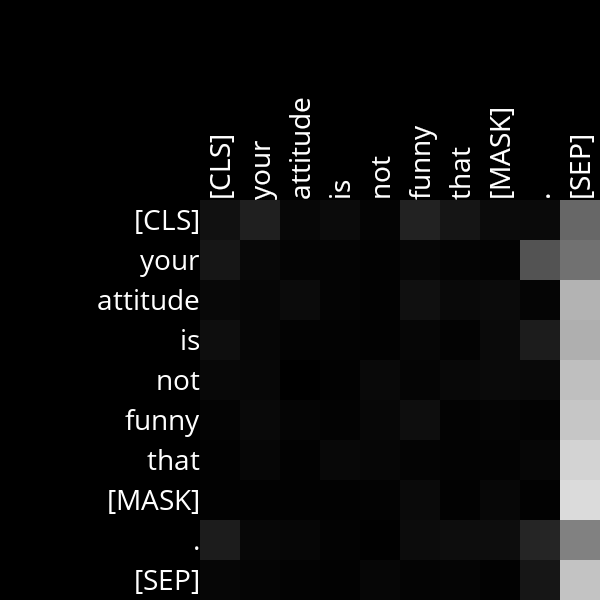 [CLS]
your
attitude
is
not
funny
that
[MASK]
.
[SEP]
[CLS]
your
attitude
is
not
funny
that
[MASK]
.
[SEP]